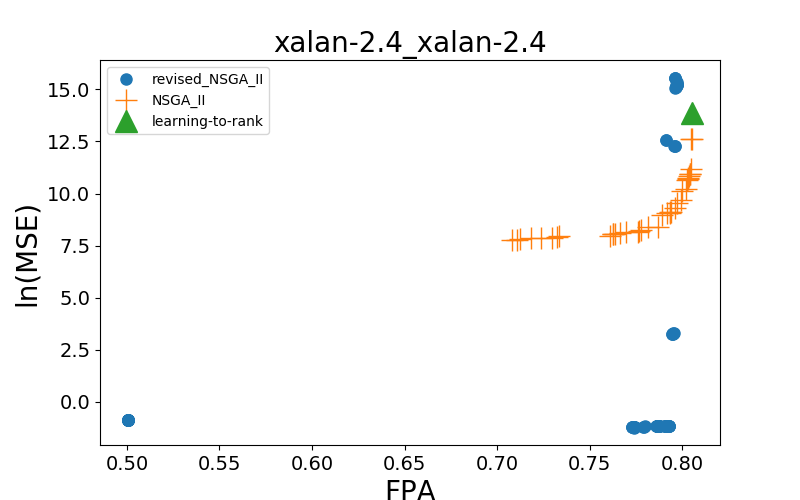 xalan-2.4_xalan-2.4
revised_NSGA_II
NSGA_II
learning-to-rank
ln(MSE)
15.0
12.5
10.0
7.5
5.0
2.5
0.0
0.50 0.55 0.60 0.65 0.70 0.75 0.80
FPA